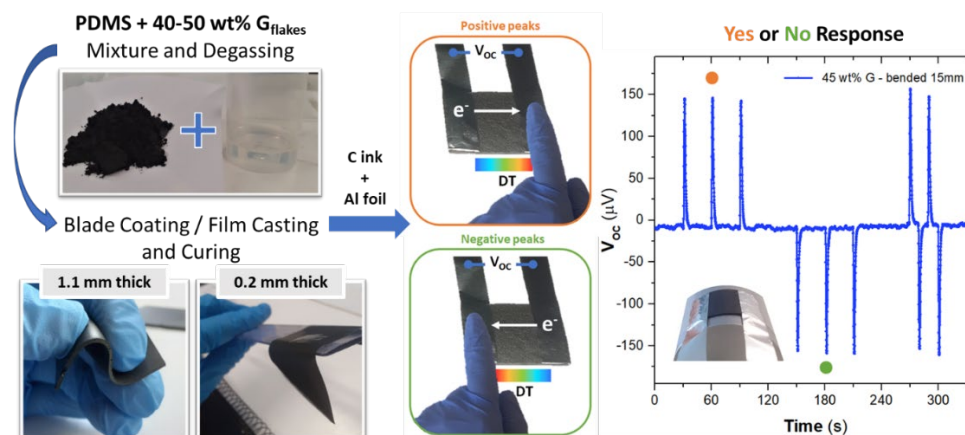 PDMS + 40-50 wt% Gflakes
Mixture and Degassing
+
Blade Coating / Film Casting
and Curing
1.1 mm thick
0.2 mm thick
C ink
+
Al foil
Positive peaks
Voc
e-
DT
Negative peaks
Voc
e-
DT
Yes or No Response
45 wt% G - bended 15mm
150
100
50
0
-50
-100
-150
Voc (µV)
0
60
120
180
240
300
Time (s)